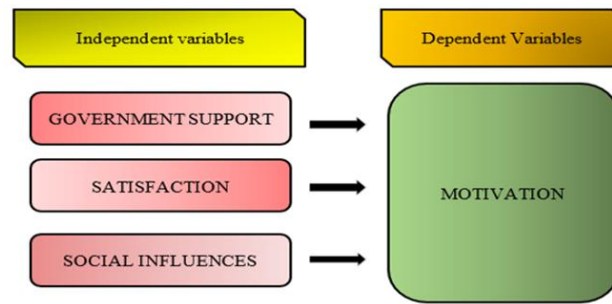 Independent variables
Dependent Variables
GOVERNMENT SUPPORT
SATISFACTION
SOCIAL INFLUENCES
MOTIVATION